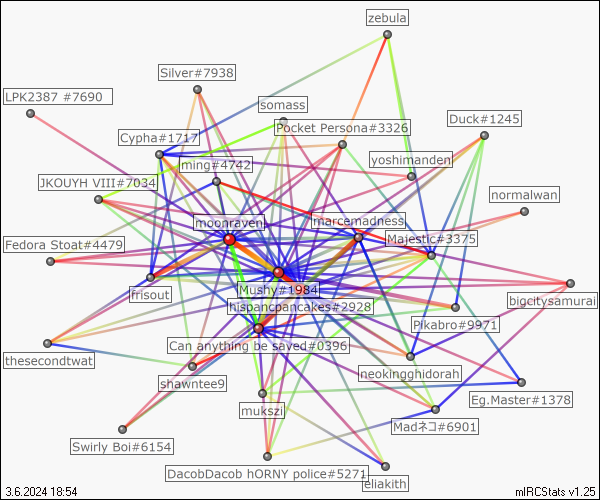 zebula
Silver#7938
LPK2387 #7690
somass
Pocket Persona#3326
Duck#1245
Cypha#1717
yoshimanden
ming#4742
JKOUYH VIII#7034
normalwan
moonraven
marcemadness
Fedora Stoat#4479
Majestic#3375
frisout
Mushy#1984
hispancpancakes#2928
bigcitysamurai
Pikabro#9971
Can anything be saved#0396
thesecondtwat
shawntee9
neokingghidorah
Eg.Master#1378
mukszi
Madネコ#6901
Swirly Boi#6154
DacobDacob hORNY police#5271
eliakith
3.6.2024 18:54
mIRCStats v1.25